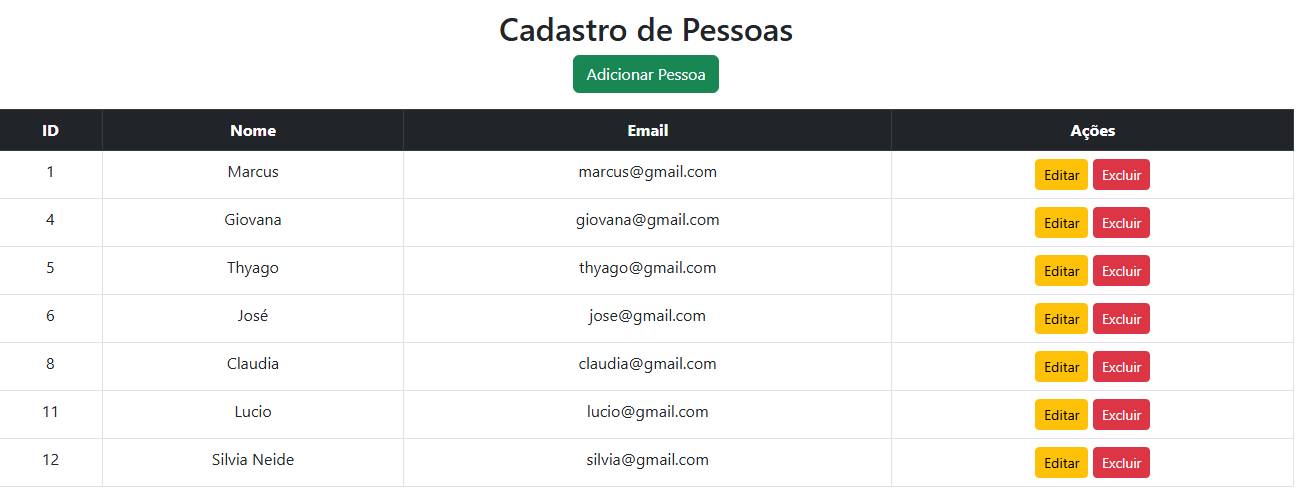 Cadastro de Pessoas
Adicionar Pessoa
ID Nome Email Ações
1 Marcus marcus@gmail.com Editar Excluir
4 Giovana giovana@gmail.com Editar Excluir
5 Thyago thyago@gmail.com Editar Excluir
6 José jose@gmail.com Editar Excluir
8 Claudia claudia@gmail.com Editar Excluir
11 Lucio lucio@gmail.com Editar Excluir
12 Silvia Neide silvia@gmail.com Editar Excluir